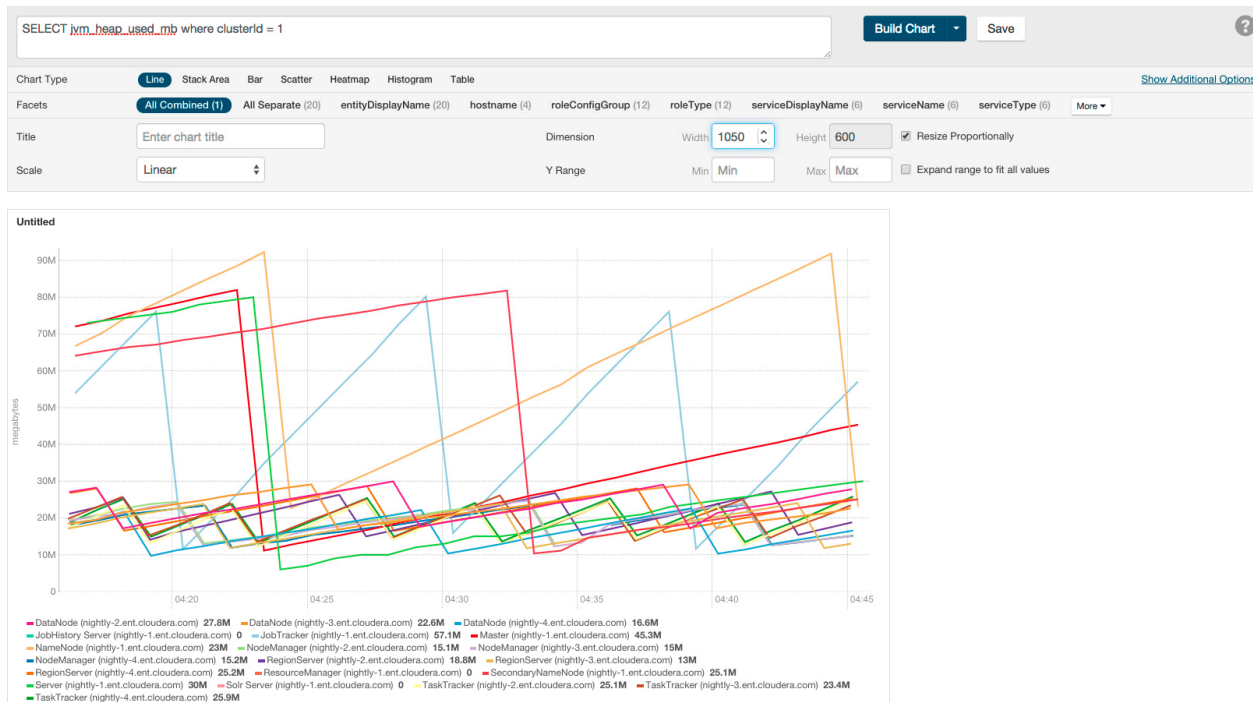 SELECT jvm_heap_used_mb where clusterId = 1
Build Chart
Save
?
Chart Type Line Stack Area Bar Scatter Heatmap Histogram Table Show Additional Options
Facets All Combined (1) All Separate (20) entityDisplayName (20) hostname (4) roleConfigGroup (12) roleType (12) serviceDisplayName (6) serviceName (6) serviceType (6) More
Title Enter chart title Dimension Width 1050 Height 600 Resize Proportionally
Scale Linear Y Range Min Min Max Max Expand range to fit all values
Untitled
90M
80M
70M
60M
50M
40M
30M
20M
10M
0
megabytes
04:20 04:25 04:30 04:35 04:40 04:45
DataNode (nightly-2.ent.cloudera.com) 27.8M DataNode (nightly-3.ent.cloudera.com) 22.6M DataNode (nightly-4.ent.cloudera.com) 16.6M
JobHistory Server (nightly-1.ent.cloudera.com) 0 JobTracker (nightly-1.ent.cloudera.com) 57.1M Master (nightly-1.ent.cloudera.com) 45.3M
NameNode (nightly-1.ent.cloudera.com) 23M NodeManager (nightly-2.ent.cloudera.com) 15.1M NodeManager (nightly-3.ent.cloudera.com) 15M
NodeManager (nightly-4.ent.cloudera.com) 15.2M RegionServer (nightly-2.ent.cloudera.com) 18.8M RegionServer (nightly-3.ent.cloudera.com) 13M
RegionServer (nightly-4.ent.cloudera.com) 25.2M ResourceManager (nightly-1.ent.cloudera.com) 0 SecondaryNameNode (nightly-1.ent.cloudera.com) 25.1M
Server (nightly-1.ent.cloudera.com) 30M Solr Server (nightly-1.ent.cloudera.com) 0 TaskTracker (nightly-2.ent.cloudera.com) 25.1M TaskTracker (nightly-3.ent.cloudera.com) 23.4M
TaskTracker (nightly-4.ent.cloudera.com) 25.9M